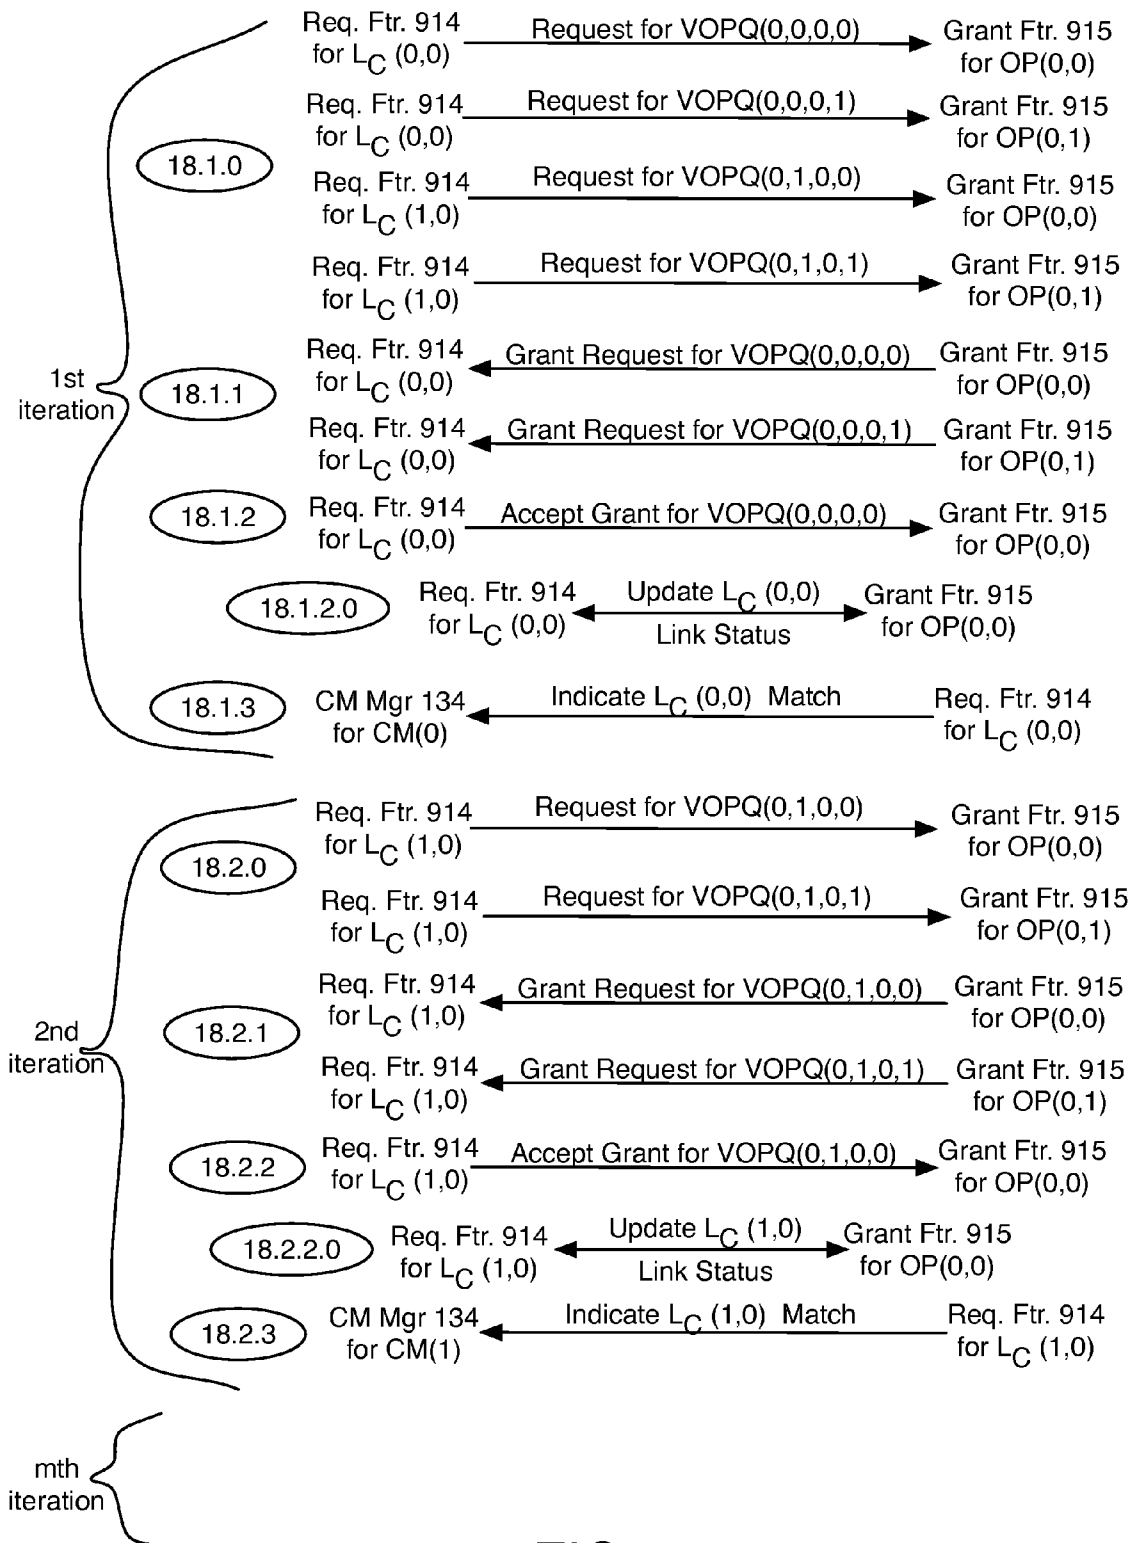 Req. Ftr. 914 for LC (0,0) Request for VOPQ(0,0,0,0) Grant Ftr. 915 for OP(0,0)
Req. Ftr. 914 for LC (0,0) Request for VOPQ(0,0,0,1) Grant Ftr. 915 for OP(0,1)
18.1.0
Req. Ftr. 914 for LC (1,0) Request for VOPQ(0,1,0,0) Grant Ftr. 915 for OP(0,0)
Req. Ftr. 914 for LC (1,0) Request for VOPQ(0,1,0,1) Grant Ftr. 915 for OP(0,1)
1st iteration
18.1.1
Req. Ftr. 914 for LC (0,0) Grant Request for VOPQ(0,0,0,0) Grant Ftr. 915 for OP(0,0)
Req. Ftr. 914 for LC (0,0) Grant Request for VOPQ(0,0,0,1) Grant Ftr. 915 for OP(0,1)
18.1.2
Req. Ftr. 914 for LC (0,0) Accept Grant for VOPQ(0,0,0,0) Grant Ftr. 915 for OP(0,0)
18.1.2.0
Req. Ftr. 914 for LC (0,0) Update LC (0,0) Link Status Grant Ftr. 915 for OP(0,0)
18.1.3
CM Mgr 134 for CM(0) Indicate LC (0,0) Match Req. Ftr. 914 for LC (0,0)
18.2.0
Req. Ftr. 914 for LC (1,0) Request for VOPQ(0,1,0,0) Grant Ftr. 915 for OP(0,0)
Req. Ftr. 914 for LC (1,0) Request for VOPQ(0,1,0,1) Grant Ftr. 915 for OP(0,1)
2nd iteration
18.2.1
Req. Ftr. 914 for LC (1,0) Grant Request for VOPQ(0,1,0,0) Grant Ftr. 915 for OP(0,0)
Req. Ftr. 914 for LC (1,0) Grant Request for VOPQ(0,1,0,1) Grant Ftr. 915 for OP(0,1)
18.2.2
Req. Ftr. 914 for LC (1,0) Accept Grant for VOPQ(0,1,0,0) Grant Ftr. 915 for OP(0,0)
18.2.2.0
Req. Ftr. 914 for LC (1,0) Update LC (1,0) Link Status Grant Ftr. 915 for OP(0,0)
18.2.3
CM Mgr 134 for CM(1) Indicate LC (1,0) Match Req. Ftr. 914 for LC (1,0)
mth iteration